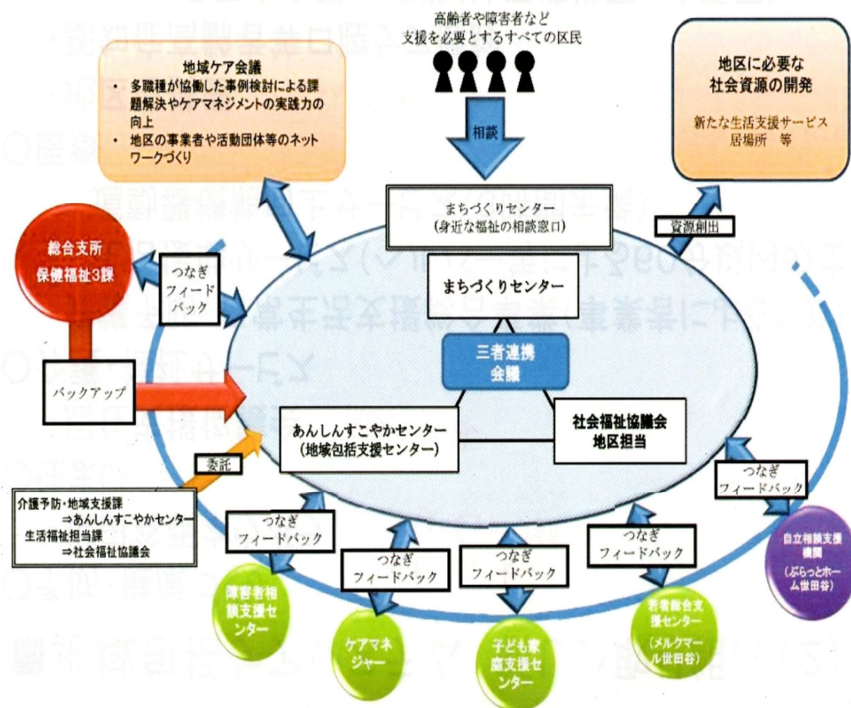 高齢者や障害者など
支援を必要とするすべての区民
相談
地域ケア会議
• 多職種が協働した事例検討による課
題解決やケアマネジメントの実践力の
向上
• 地区の事業者や活動団体等のネット
ワークづくり
地区に必要な
社会資源の開発
新たな生活支援サービス
居場所 等
資源創出
まちづくりセンター
(身近な福祉の相談窓口)
まちづくりセンター
三者連携
会議
あんしんすこやかセンター
(地域包括支援センター)
社会福祉協議会
地区担当
総合支所
保健福祉3課
つなぎ
フィード
バック
バックアップ
委託
介護予防・地域支援課
⇒あんしんすこやかセンター
生活福祉担当課
⇒社会福祉協議会
つなぎ
フィードバック
つなぎ
フィードバック
つなぎ
フィードバック
つなぎ
フィードバック
つなぎ
フィードバック
障害者相
談支援セ
ンター
ケアマネ
ジャー
子ども家
庭支援セ
ンター
若者総合支
援センター
(メルクマ
ール世田谷)
自立相談支援
機関
(ぷらっとホー
ム世田谷)